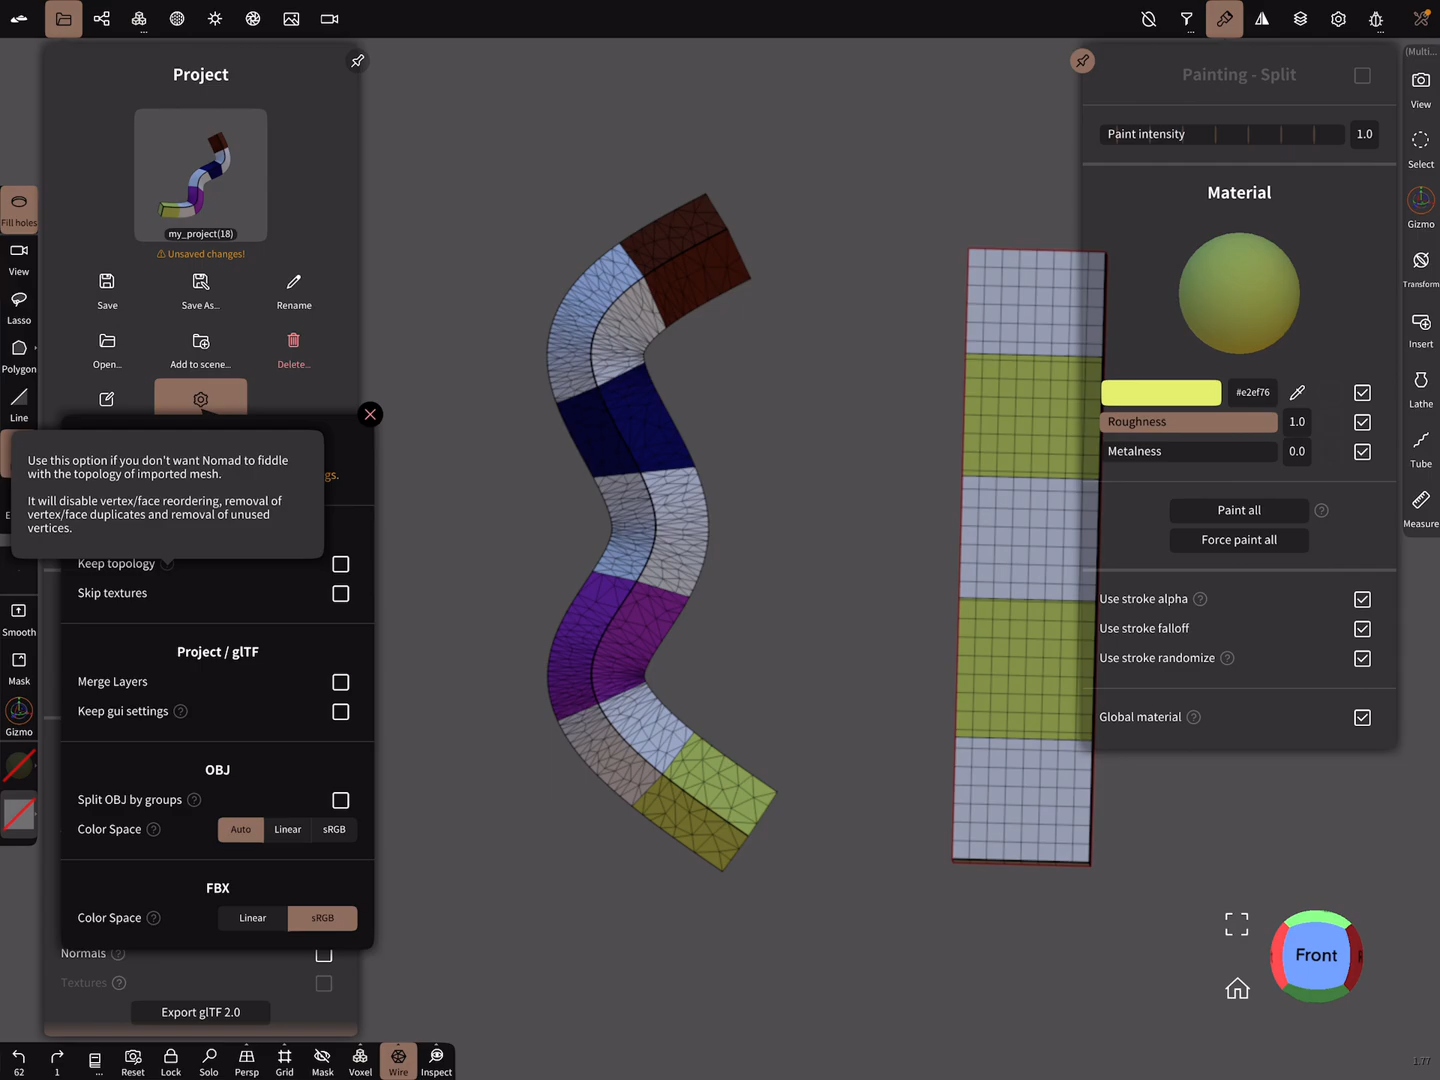 Project
my_project(18)
Unsaved changes!
Save
Save As...
Rename
Open...
Add to scene...
Delete...
gs.
Use this option if you don't want Nomad to fiddle
with the topology of imported mesh.
It will disable vertex/face reordering, removal of
vertex/face duplicates and removal of unused
vertices.
Keep topology
Skip textures
Project / glTF
Merge Layers
Keep gui settings ?
OBJ
Split OBJ by groups ?
Color Space ? Auto Linear sRGB
FBX
Color Space ? Linear sRGB
Normals ?
Textures ?
Export glTF 2.0
Fill holes
View
Lasso
Polygon
Line
E
Smooth
Mask
Gizmo
Painting - Split
Paint intensity 1.0
Material
#e2ef76
Roughness 1.0
Metalness 0.0
Paint all ?
Force paint all
Use stroke alpha ?
Use stroke falloff
Use stroke randomize ?
Global material ?
(Multi...
View
Select
Gizmo
Transform
Insert
Lathe
Tube
Measure
Front
R
62
1
...
Reset
Lock
Solo
Persp
Grid
Mask
Voxel
Wire
Inspect
1.77